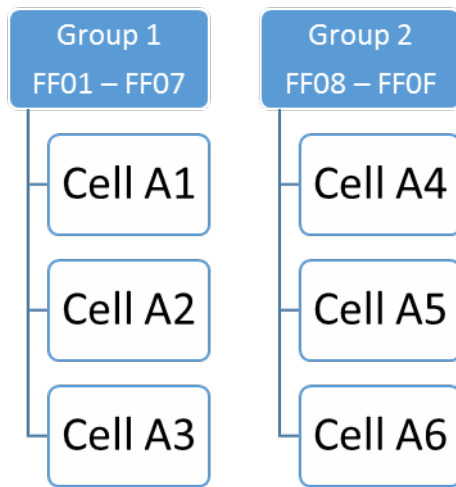 Group 1
FF01 – FF07
Cell A1
Cell A2
Cell A3
Group 2
FF08 – FF0F
Cell A4
Cell A5
Cell A6